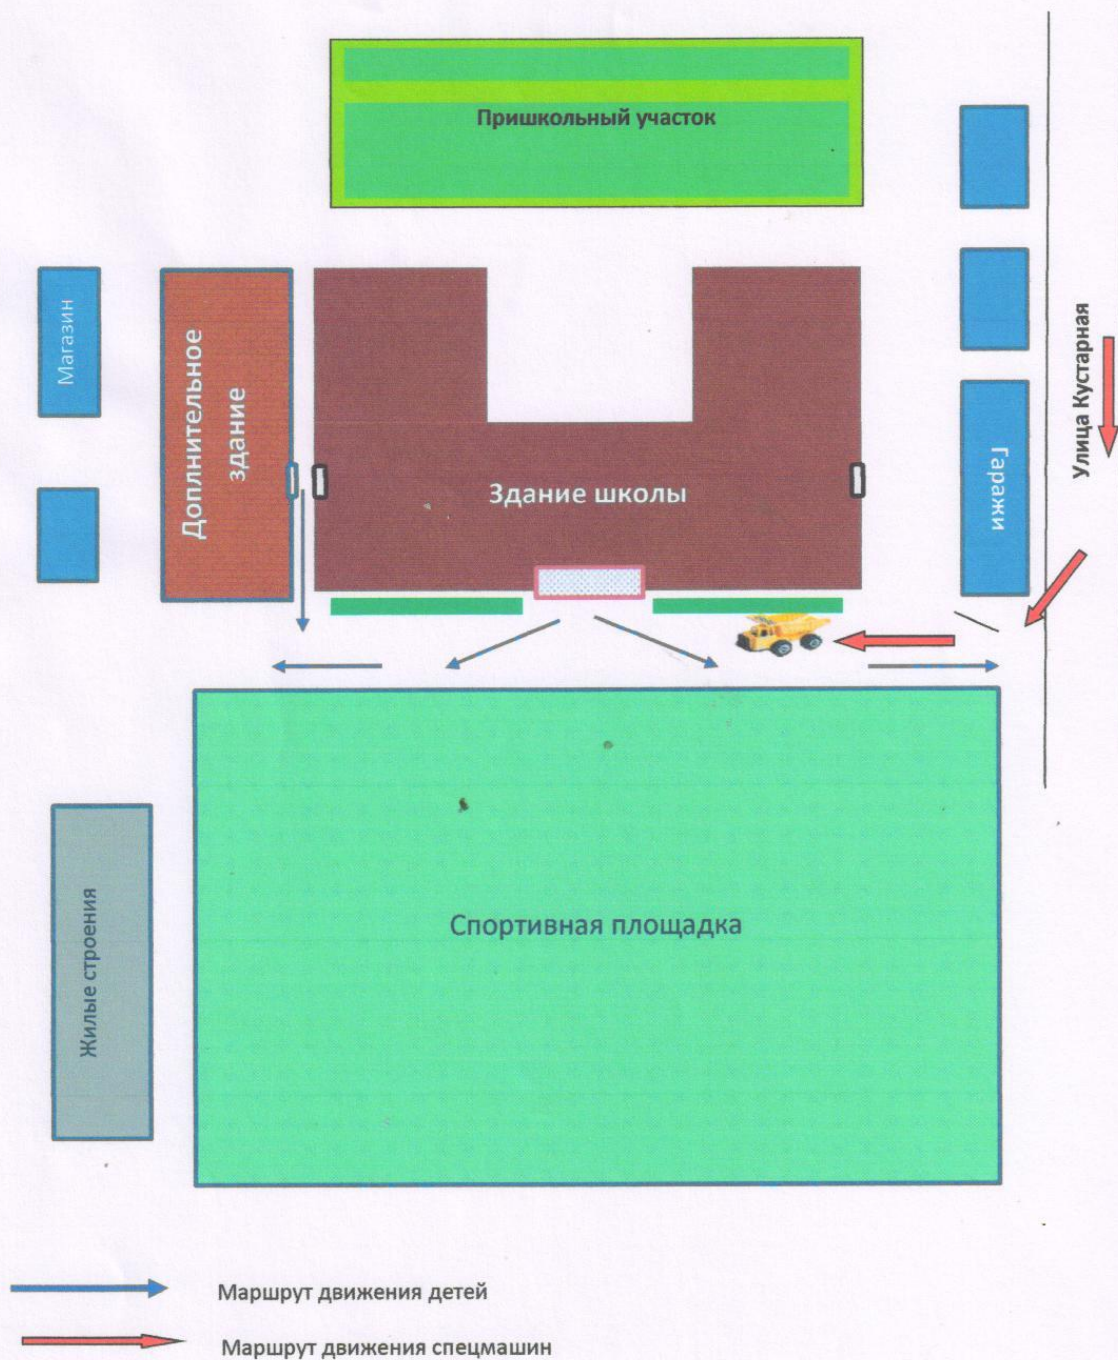 Пришкольный участок
Магазин
Доплнительное
здание
Здание школы
Гаражи
Улица Кустарная
Спортивная площадка
Жилые строения
Маршрут движения детей
Маршрут движения спецмашин